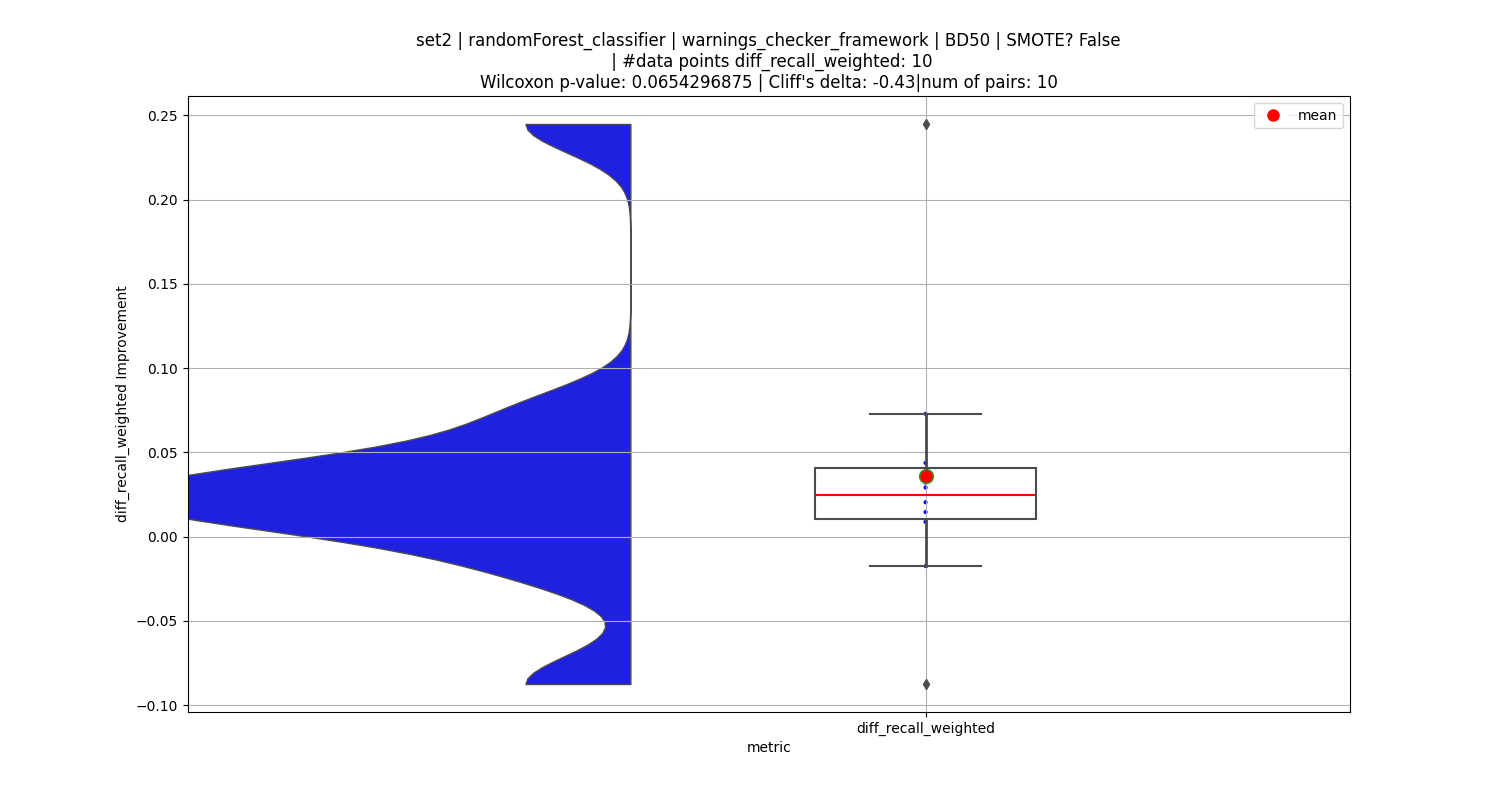 set2 | randomForest_classifier | warnings_checker_framework | BD50 | SMOTE? False
| #data points diff_recall_weighted: 10
Wilcoxon p-value: 0.0654296875 | Cliff's delta: -0.43|num of pairs: 10
mean
0.25
0.20
0.15
0.10
0.05
0.00
−0.05
−0.10
diff_recall_weighted Improvement
diff_recall_weighted
metric